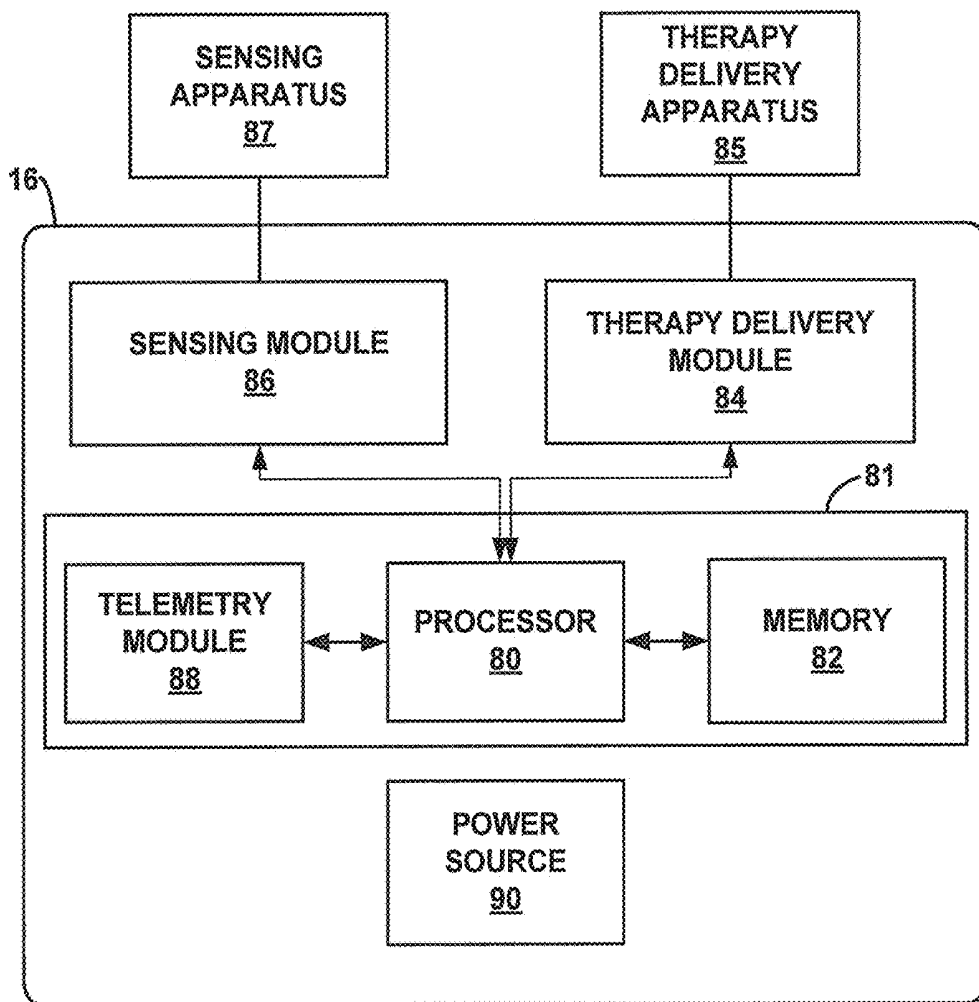 SENSING
APPARATUS
87
THERAPY
DELIVERY
APPARATUS
85
16
SENSING MODULE
86
THERAPY DELIVERY
MODULE
84
81
TELEMETRY
MODULE
88
PROCESSOR
80
MEMORY
82
POWER
SOURCE
90